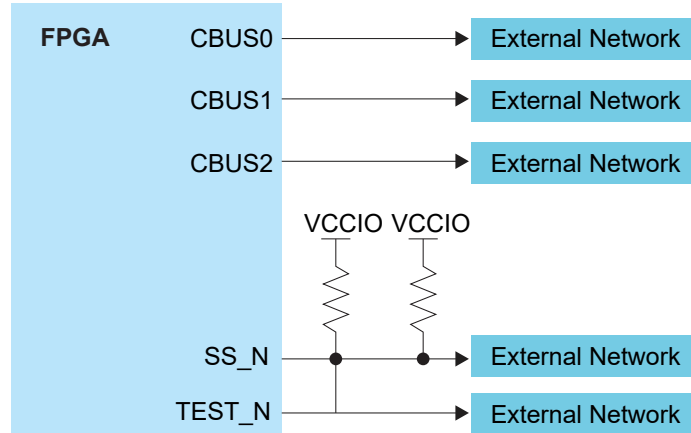 FPGA
CBUS0
External Network
CBUS1
External Network
CBUS2
External Network
VCCIO VCCIO
SS_N
External Network
TEST_N
External Network